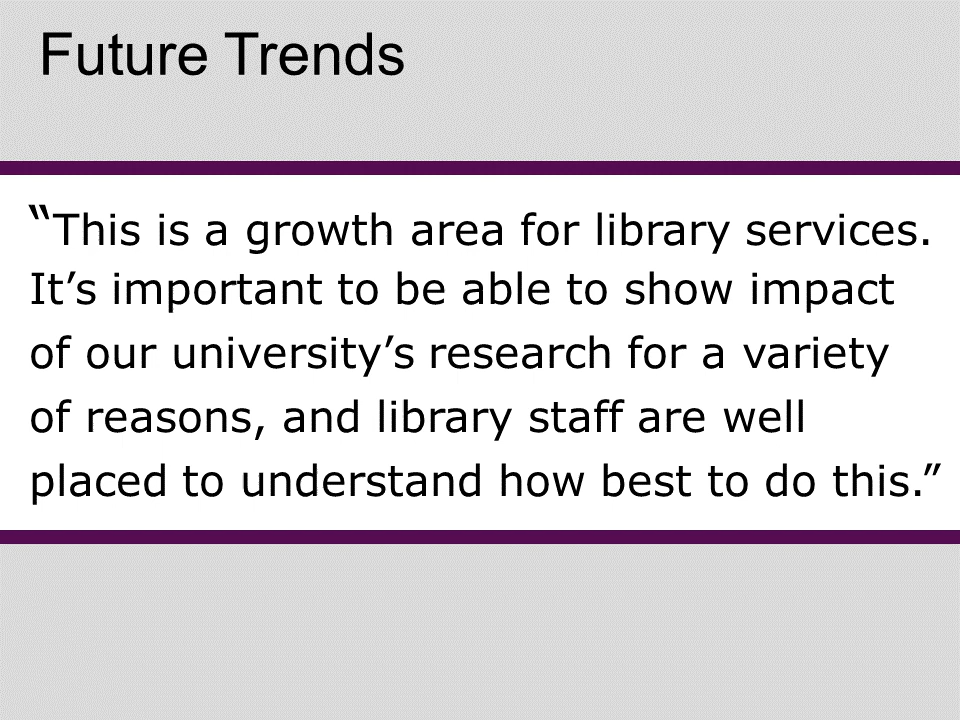 Future Trends
“This is a growth area for library services.
It’s important to be able to show impact
of our university’s research for a variety
of reasons, and library staff are well
placed to understand how best to do this.”